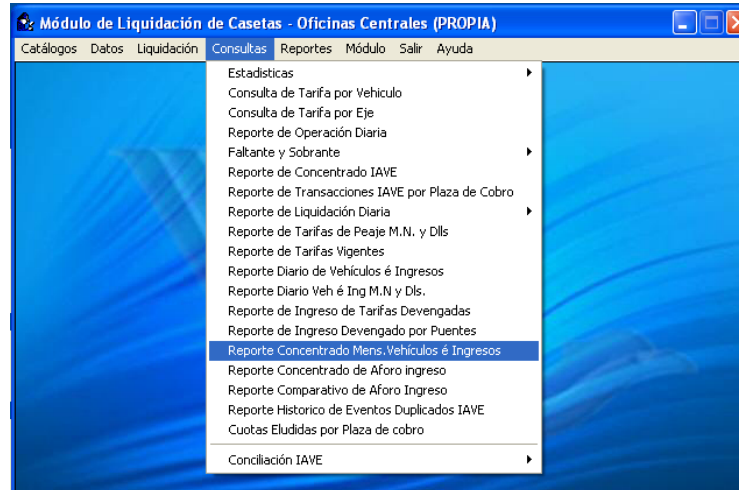 Módulo de Liquidación de Casetas - Oficinas Centrales (PROPIA)
Catálogos Datos Liquidación Consultas Reportes Módulo Salir Ayuda
Estadisticas
Consulta de Tarifa por Vehiculo
Consulta de Tarifa por Eje
Reporte de Operación Diaria
Faltante y Sobrante
Reporte de Concentrado IAVE
Reporte de Transacciones IAVE por Plaza de Cobro
Reporte de Liquidación Diaria
Reporte de Tarifas de Peaje M.N. y Dlls
Reporte de Tarifas Vigentes
Reporte Diario de Vehículos é Ingresos
Reporte Diario Veh é Ing M.N y Dls.
Reporte de Ingreso de Tarifas Devengadas
Reporte de Ingreso Devengado por Puentes
Reporte Concentrado Mens.Vehículos é Ingresos
Reporte Concentrado de Aforo ingreso
Reporte Comparativo de Aforo Ingreso
Reporte Historico de Eventos Duplicados IAVE
Cuotas Eludidas por Plaza de cobro
Conciliación IAVE